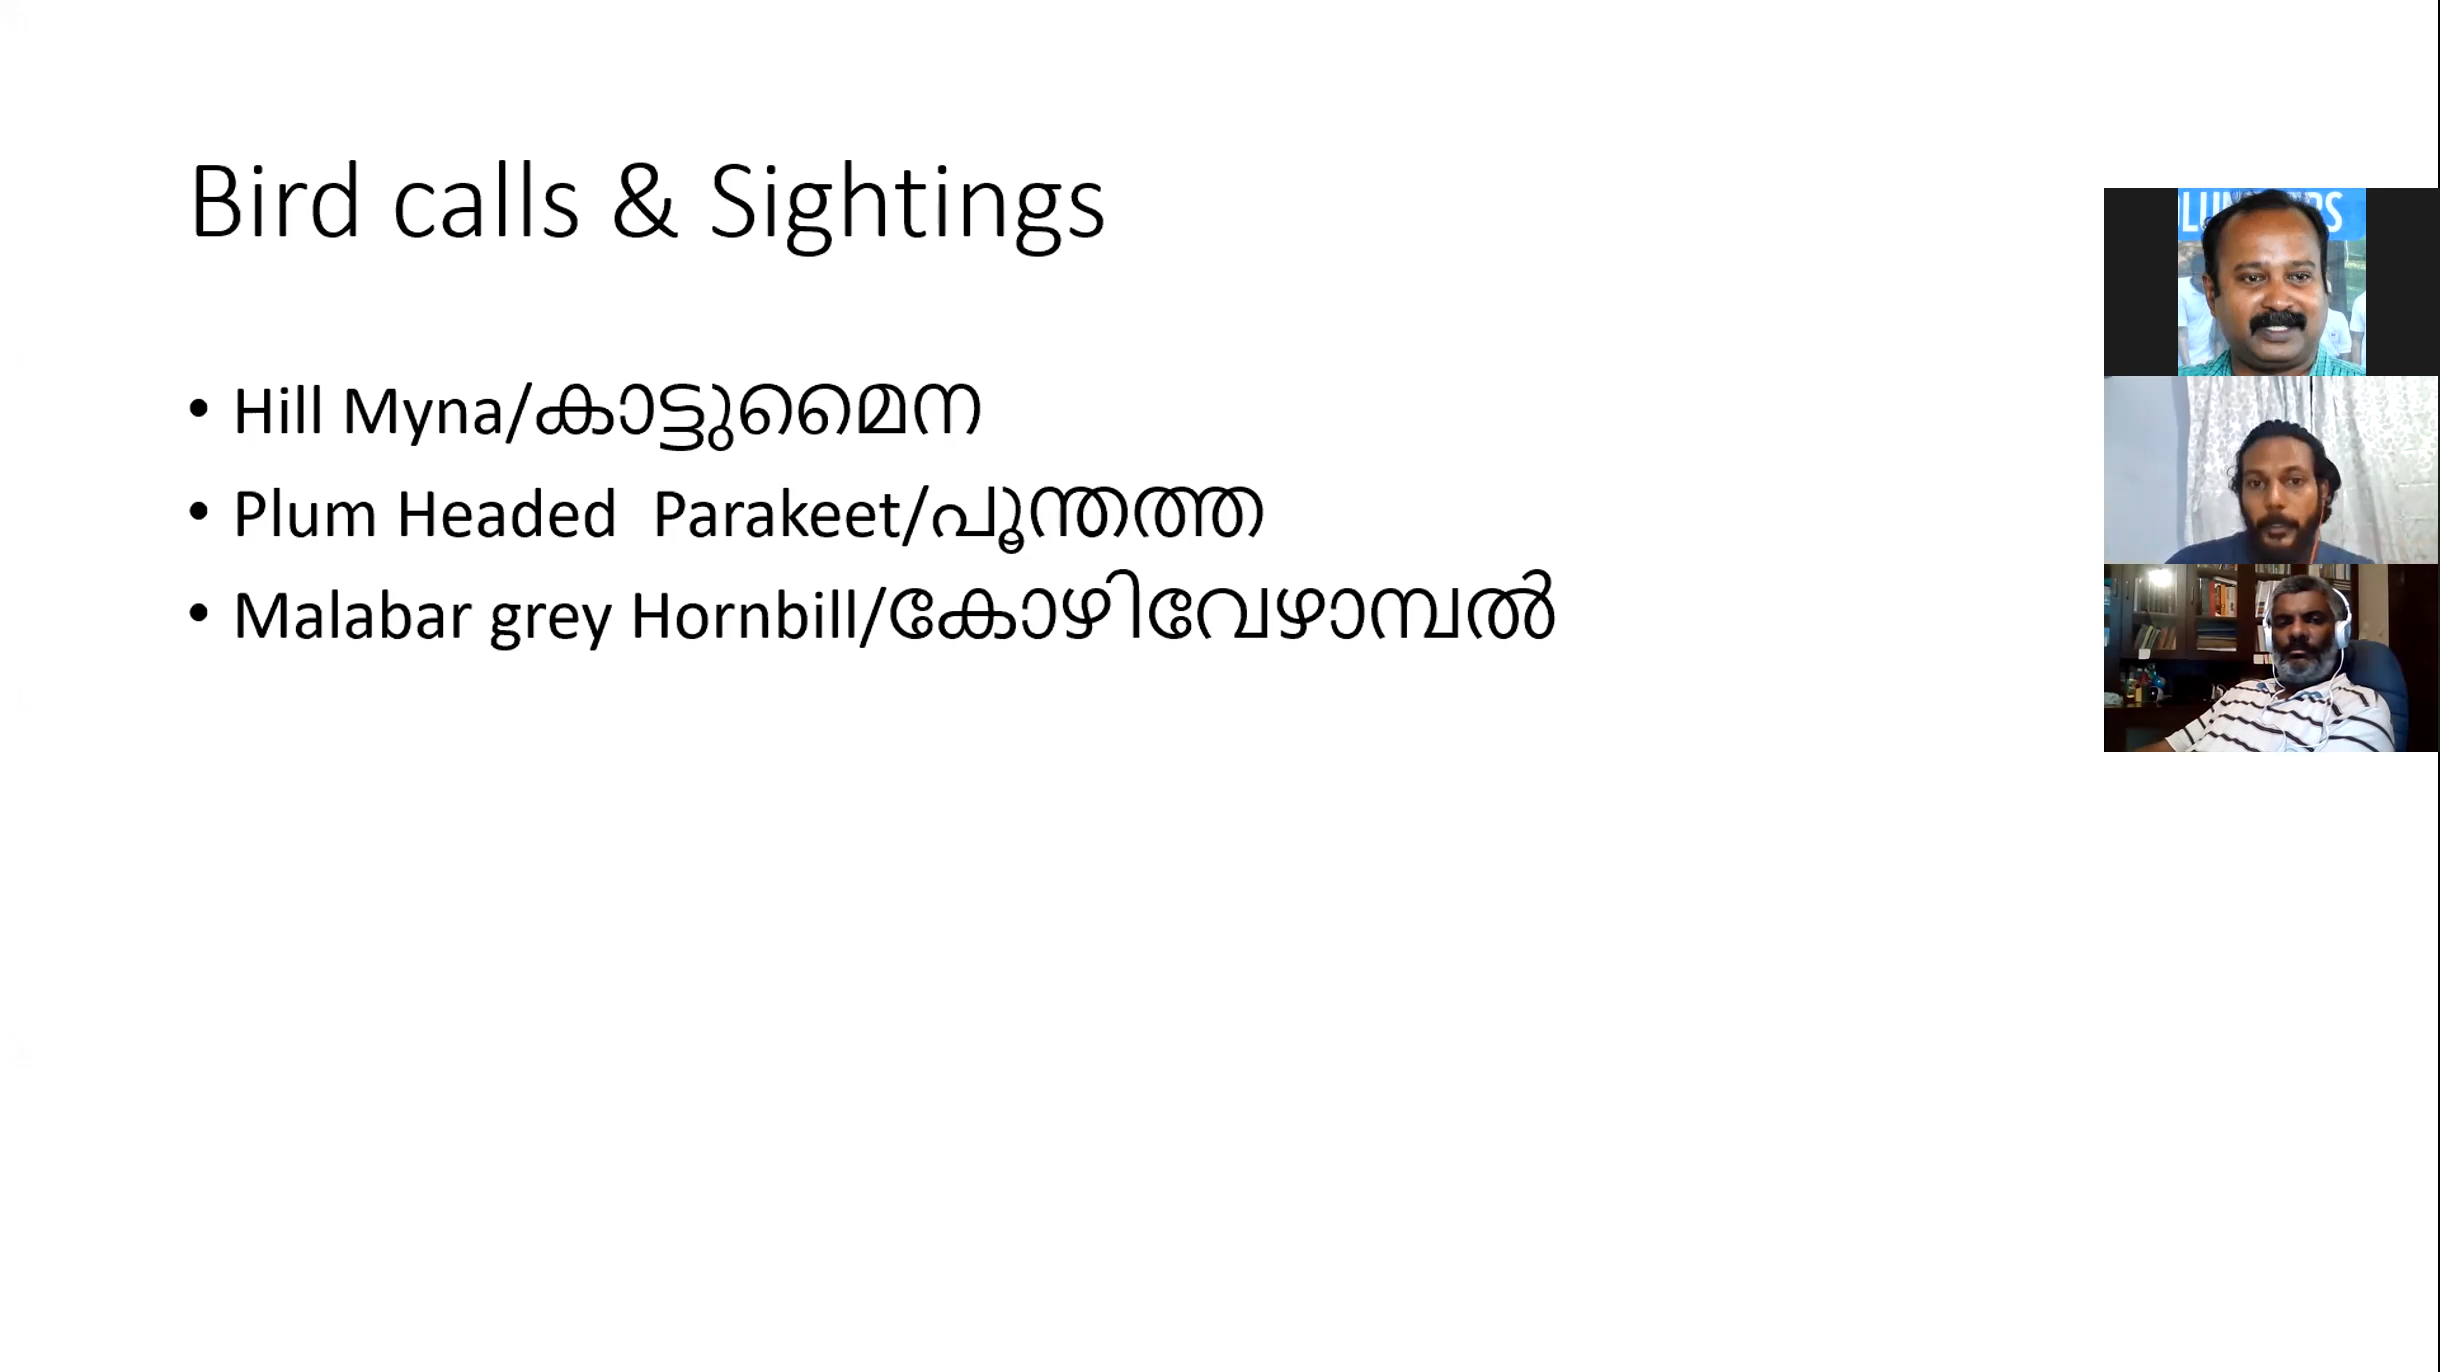 Bird calls & Sightings
• Hill Myna/കാട്ടുമൈന
• Plum Headed  Parakeet/പൂന്തത്ത
• Malabar grey Hornbill/കോഴിവേഴാമ്പൽ